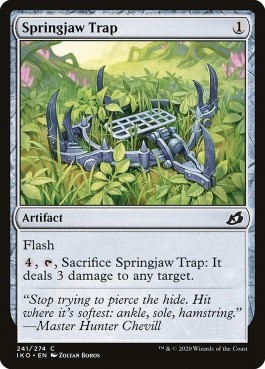 Springjaw Trap 1
Artifact
Flash
4, T, Sacrifice Springjaw Trap: It
deals 3 damage to any target.
“Stop trying to pierce the hide. Hit
where it’s softest: ankle, sole, hamstring.”
—Master Hunter Chevill
241/274 C
IKO • EN ZOLTAN BOROS
™ & © 2020 Wizards of the Coast